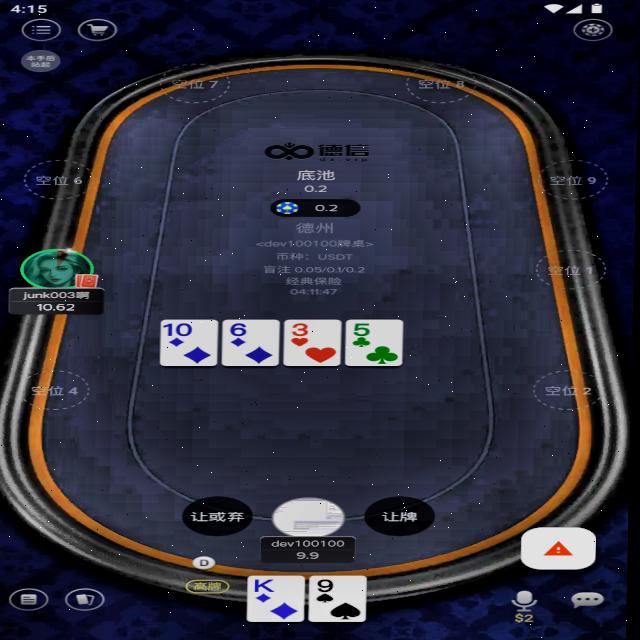 4:15
本手后
站起
空位 7
空位 8
德信
dx.vip
底池
0.2
0.2
空位 6
空位 9
德州
<dev100100牌桌>
币种：USDT
盲注 0.05/0.1/0.2
经典保险
04:11:47
空位 1
junk003啊
10.62
10
6
3
5
空位 4
空位 2
让或弃
让牌
dev100100
9.9
D
高牌
K
9
$2